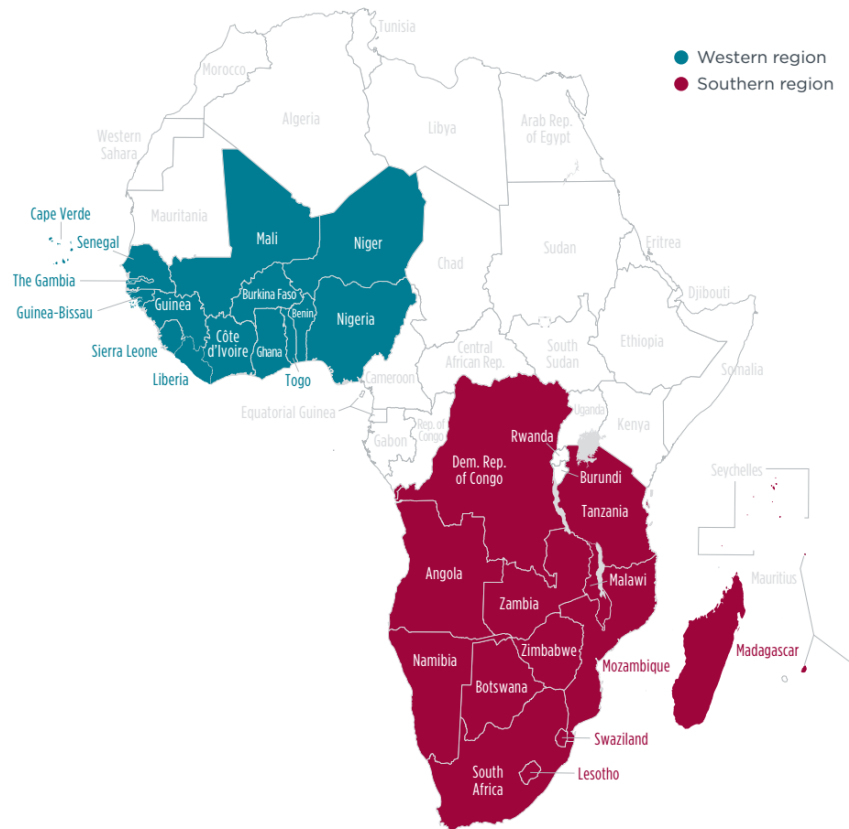 Tunisia
Western region
Southern region
Morocco
Algeria
Libya
Arab Rep.
of Egypt
Western
Sahara
Mauritania
Cape Verde
Senegal
Mali
Niger
Chad
Sudan
Eritrea
The Gambia
Guinea-Bissau
Guinea
Burkina Faso
Benin
Nigeria
Djibouti
Sierra Leone
Côte
d'Ivoire
Ghana
Liberia
Togo
Central
African Rep.
South
Sudan
Ethiopia
Somalia
Cameroon
Equatorial Guinea
Gabon
Rep. of
Congo
Uganda
Kenya
Rwanda
Dem. Rep.
of Congo
Burundi
Tanzania
Seychelles
Angola
Malawi
Mauritius
Zambia
Namibia
Zimbabwe
Mozambique
Madagascar
Botswana
Swaziland
South
Africa
Lesotho